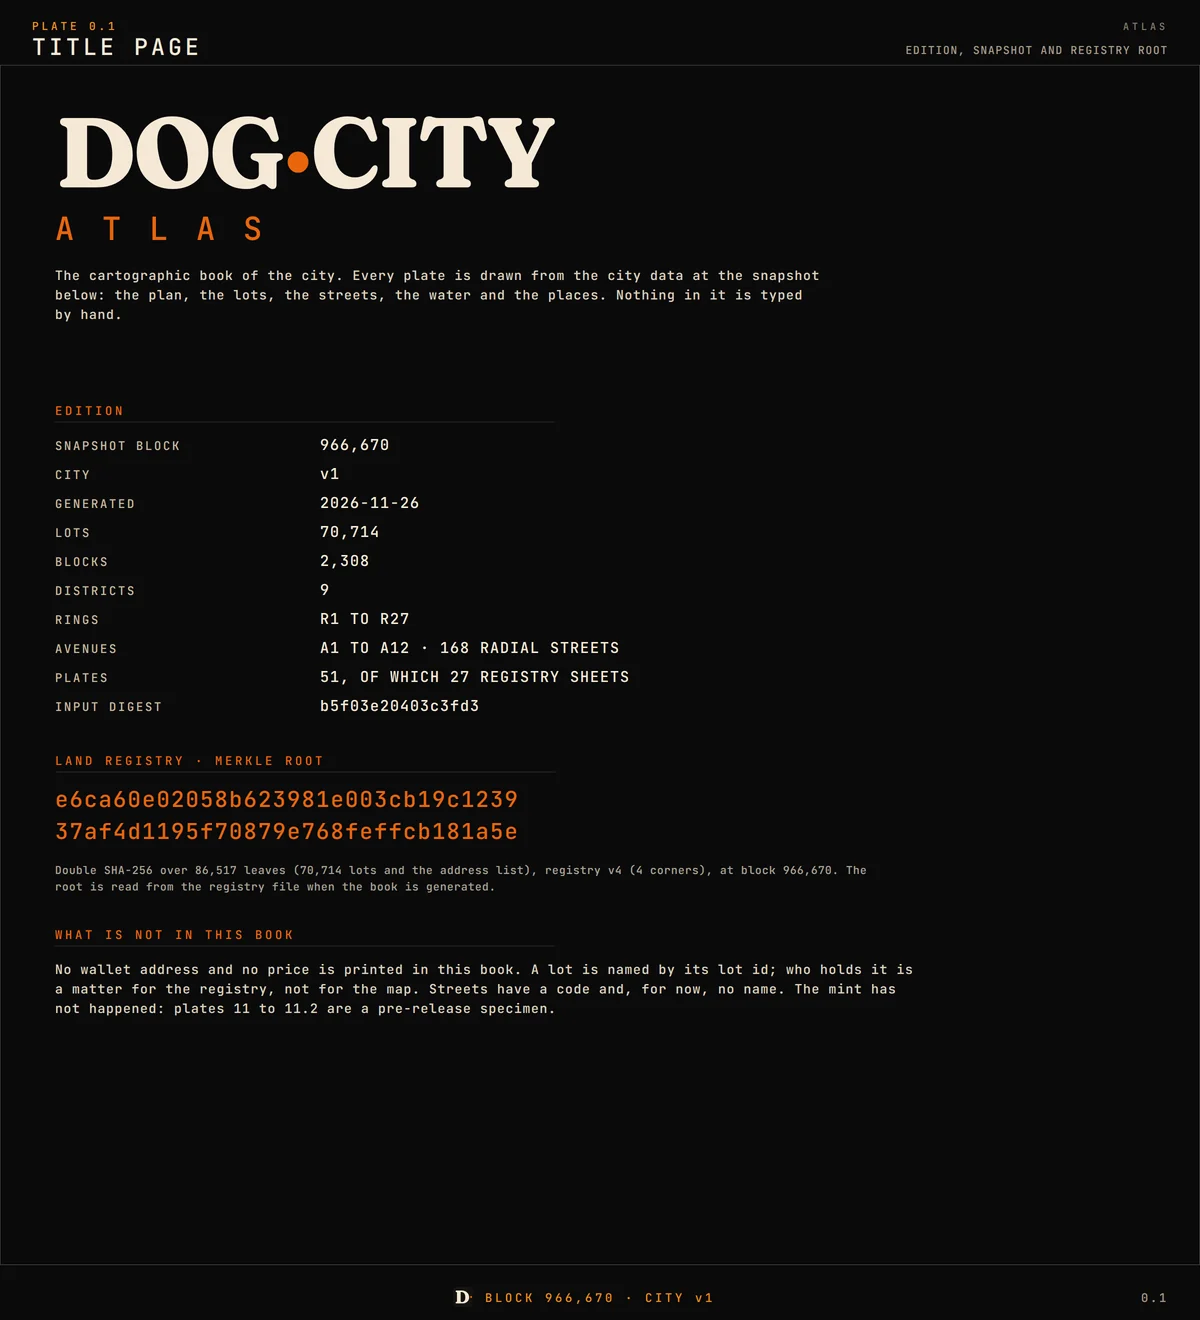 PLATE 0.1
TITLE PAGE
ATLAS
EDITION, SNAPSHOT AND REGISTRY ROOT
DOG•CITY
ATLAS
The cartographic book of the city. Every plate is drawn from the city data at the snapshot
below: the plan, the lots, the streets, the water and the places. Nothing in it is typed
by hand.
EDITION
SNAPSHOT BLOCK 966,670
CITY v1
GENERATED 2026-11-26
LOTS 70,714
BLOCKS 2,308
DISTRICTS 9
RINGS R1 TO R27
AVENUES A1 TO A12 · 168 RADIAL STREETS
PLATES 51, OF WHICH 27 REGISTRY SHEETS
INPUT DIGEST b5f03e20403c3fd3
LAND REGISTRY · MERKLE ROOT
e6ca60e02058b623981e003cb19c1239
37af4d1195f70879e768feffcb181a5e
Double SHA-256 over 86,517 leaves (70,714 lots and the address list), registry v4 (4 corners), at block 966,670. The
root is read from the registry file when the book is generated.
WHAT IS NOT IN THIS BOOK
No wallet address and no price is printed in this book. A lot is named by its lot id; who holds it is
a matter for the registry, not for the map. Streets have a code and, for now, no name. The mint has
not happened: plates 11 to 11.2 are a pre-release specimen.
D BLOCK 966,670 · CITY v1
0.1